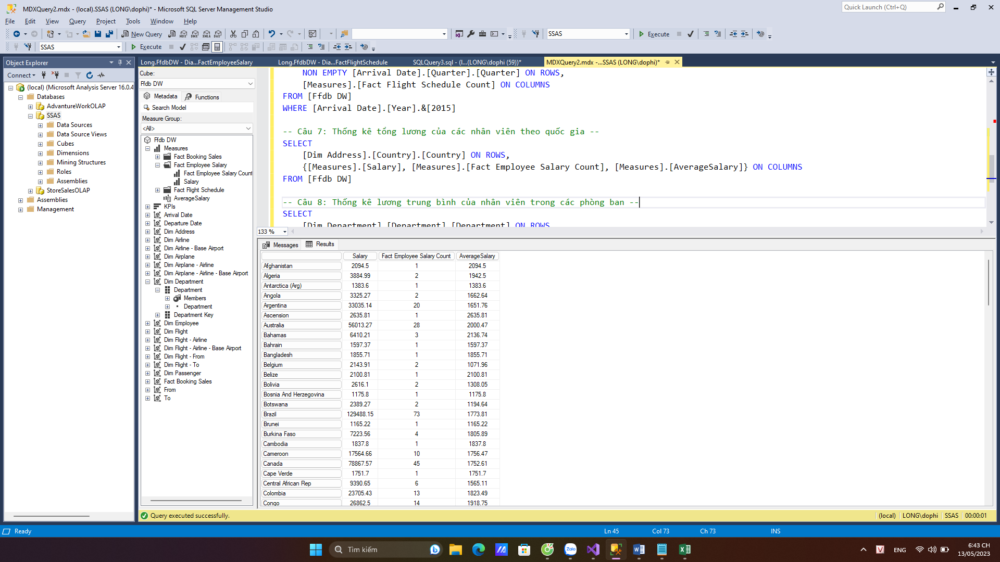 MDXQuery2.mdx - (local).SSAS (LONG\dophi)* - Microsoft SQL Server Management Studio
Quick Launch (Ctrl+Q)
File Edit View Query Project Tools Window Help
New Query
MDX DMX XMLA DAX
SSAS
Execute
SSAS
Execute
Object Explorer
Connect
(local) (Microsoft Analysis Server 16.0.4
Databases
AdvantureWorkOLAP
SSAS
Data Sources
Data Source Views
Cubes
Dimensions
Mining Structures
Roles
Assemblies
StoreSalesOLAP
Assemblies
Management
Long.FfdbDW - Dia...FactEmployeeSalary
Long.FfdbDW - Dia...FactFlightSchedule
SQLQuery3.sql - (l...(LONG\dophi (59))*
MDXQuery2.mdx -...SSAS (LONG\dophi)*
Cube:
Ffdb DW
Metadata
Functions
Search Model
Measure Group:
<All>
Ffdb DW
Measures
Fact Booking Sales
Fact Employee Salary
Fact Employee Salary Count
Salary
Fact Flight Schedule
AverageSalary
KPIs
Arrival Date
Departure Date
Dim Address
Dim Airline
Dim Airline - Base Airport
Dim Airplane
Dim Airplane - Airline
Dim Airplane - Airline - Base Airport
Dim Department
Department
Members
Department
Department Key
Dim Employee
Dim Flight
Dim Flight - Airline
Dim Flight - Airline - Base Airport
Dim Flight - From
Dim Flight - To
Dim Passenger
Fact Booking Sales
From
To
NON EMPTY [Arrival Date].[Quarter].[Quarter] ON ROWS,
[Measures].[Fact Flight Schedule Count] ON COLUMNS
FROM [Ffdb DW]
WHERE [Arrival Date].[Year].&[2015]
-- Câu 7: Thống kê tổng lương của các nhân viên theo quốc gia --
SELECT
[Dim Address].[Country].[Country] ON ROWS,
{[Measures].[Salary], [Measures].[Fact Employee Salary Count], [Measures].[AverageSalary]} ON COLUMNS
FROM [Ffdb DW]
-- Câu 8: Thống kê lương trung bình của nhân viên trong các phòng ban --
SELECT
[Dim Department].[Department].[Department] ON ROWS
133 %
Messages
Results
Salary Fact Employee Salary Count AverageSalary
Afghanistan 2094.5 1 2094.5
Algeria 3884.99 2 1942.5
Antarctica (Arg) 1383.6 1 1383.6
Angola 3325.27 2 1662.64
Argentina 33035.14 20 1651.76
Ascension 2635.81 1 2635.81
Australia 56013.27 28 2000.47
Bahamas 6410.21 3 2136.74
Bahrain 1597.37 1 1597.37
Bangladesh 1855.71 1 1855.71
Belgium 2143.91 2 1071.96
Belize 2100.81 1 2100.81
Bolivia 2616.1 2 1308.05
Bosnia And Herzegovina 1175.8 1 1175.8
Botswana 2389.27 2 1194.64
Brazil 129488.15 73 1773.81
Brunei 1165.22 1 1165.22
Burkina Faso 7223.56 4 1805.89
Cambodia 1837.8 1 1837.8
Cameroon 17564.66 10 1756.47
Canada 78867.57 45 1752.61
Cape Verde 1751.7 1 1751.7
Central African Rep 9390.65 6 1565.11
Colombia 23705.43 13 1823.49
Congo 26862.5 14 1918.75
Query executed successfully.
(local) LONG\dophi SSAS 00:00:01
Ready
Ln 45 Col 73 Ch 73 INS
Tìm kiếm
Zalo
V
ENG
6:43 CH
13/05/2023